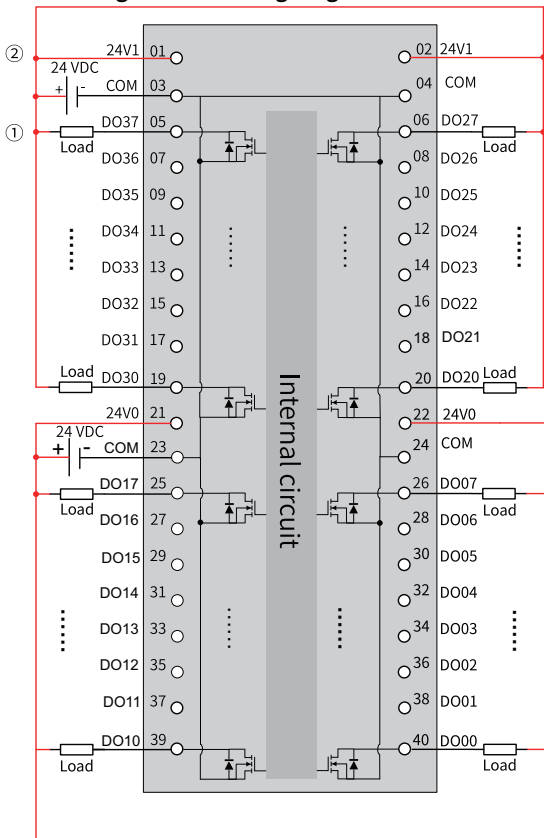 ② 24V1 01 02 24V1
24 VDC
+ - COM 03 04 COM
① DO37 05 06 DO27
Load Load
DO36 07 08 DO26
DO35 09 10 DO25
DO34 11 12 DO24
DO33 13 14 DO23
DO32 15 16 DO22
DO31 17 18 DO21
Load DO30 19 20 DO20 Load
Internal circuit
24V0 21 22 24V0
24 VDC
+ - COM 23 24 COM
DO17 25 26 DO07
Load Load
DO16 27 28 DO06
DO15 29 30 DO05
DO14 31 32 DO04
DO13 33 34 DO03
DO12 35 36 DO02
DO11 37 38 DO01
DO10 39 40 DO00
Load Load